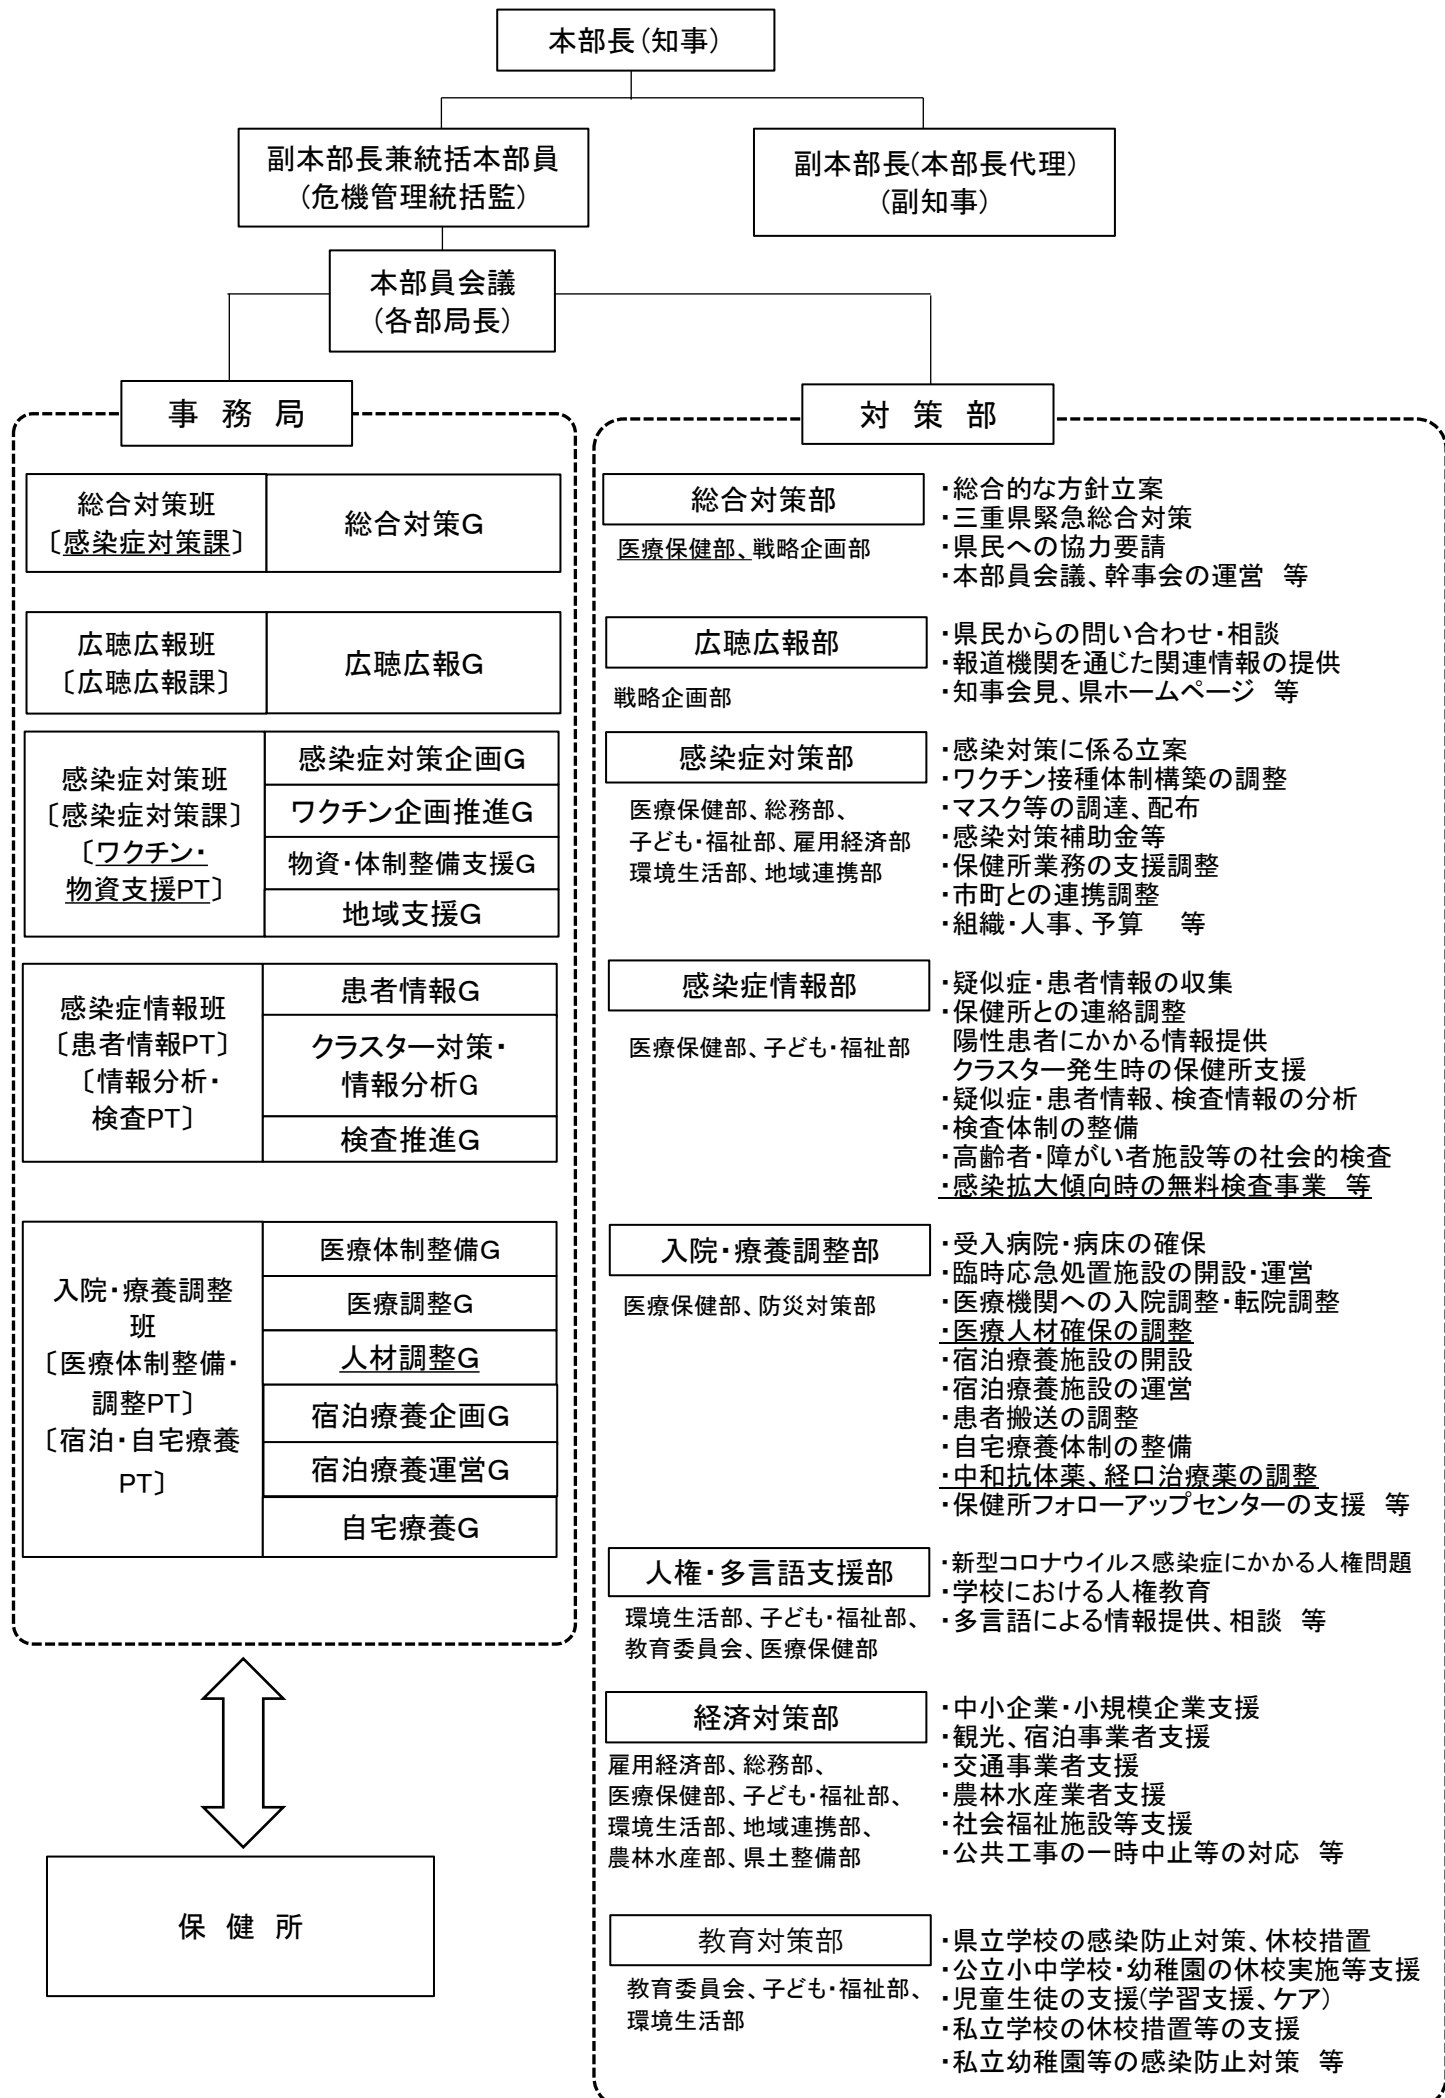 本部長（知事）
副本部長兼統括本部員
（危機管理統括監）
副本部長(本部長代理)
（副知事）
本部員会議
（各部局長）
事　務　局
総合対策班
〔感染症対策課〕
総合対策G
広聴広報班
〔広聴広報課〕
広聴広報G
感染症対策班
〔感染症対策課〕
〔ワクチン・
物資支援PT〕
感染症対策企画G
ワクチン企画推進G
物資・体制整備支援G
地域支援G
感染症情報班
〔患者情報PT〕
〔情報分析・
検査PT〕
患者情報G
クラスター対策・
情報分析G
検査推進G
入院・療養調整
班
〔医療体制整備・
調整PT〕
〔宿泊・自宅療養
PT〕
医療体制整備G
医療調整G
人材調整G
宿泊療養企画G
宿泊療養運営G
自宅療養G
保　健　所
対　策　部
総合対策部
医療保健部、戦略企画部
・総合的な方針立案
・三重県緊急総合対策
・県民への協力要請
・本部員会議、幹事会の運営　等
広聴広報部
戦略企画部
・県民からの問い合わせ・相談
・報道機関を通じた関連情報の提供
・知事会見、県ホームページ　等
感染症対策部
医療保健部、総務部、
子ども・福祉部、雇用経済部
環境生活部、地域連携部
・感染対策に係る立案
・ワクチン接種体制構築の調整
・マスク等の調達、配布
・感染対策補助金等
・保健所業務の支援調整
・市町との連携調整
・組織・人事、予算　等
感染症情報部
医療保健部、子ども・福祉部
・疑似症・患者情報の収集
・保健所との連絡調整
陽性患者にかかる情報提供
クラスター発生時の保健所支援
・疑似症・患者情報、検査情報の分析
・検査体制の整備
・高齢者・障がい者施設等の社会的検査
・感染拡大傾向時の無料検査事業　等
入院・療養調整部
医療保健部、防災対策部
・受入病院・病床の確保
・臨時応急処置施設の開設・運営
・医療機関への入院調整・転院調整
・医療人材確保の調整
・宿泊療養施設の開設
・宿泊療養施設の運営
・患者搬送の調整
・自宅療養体制の整備
・中和抗体薬、経口治療薬の調整
・保健所フォローアップセンターの支援　等
人権・多言語支援部
環境生活部、子ども・福祉部、
教育委員会、医療保健部
・新型コロナウイルス感染症にかかる人権問題
・学校における人権教育
・多言語による情報提供、相談　等
経済対策部
雇用経済部、総務部、
医療保健部、子ども・福祉部、
環境生活部、地域連携部、
農林水産部、県土整備部
・中小企業・小規模企業支援
・観光、宿泊事業者支援
・交通事業者支援
・農林水産業者支援
・社会福祉施設等支援
・公共工事の一時中止等の対応　等
教育対策部
教育委員会、子ども・福祉部、
環境生活部
・県立学校の感染防止対策、休校措置
・公立小中学校・幼稚園の休校実施等支援
・児童生徒の支援(学習支援、ケア)
・私立学校の休校措置等の支援
・私立幼稚園等の感染防止対策　等